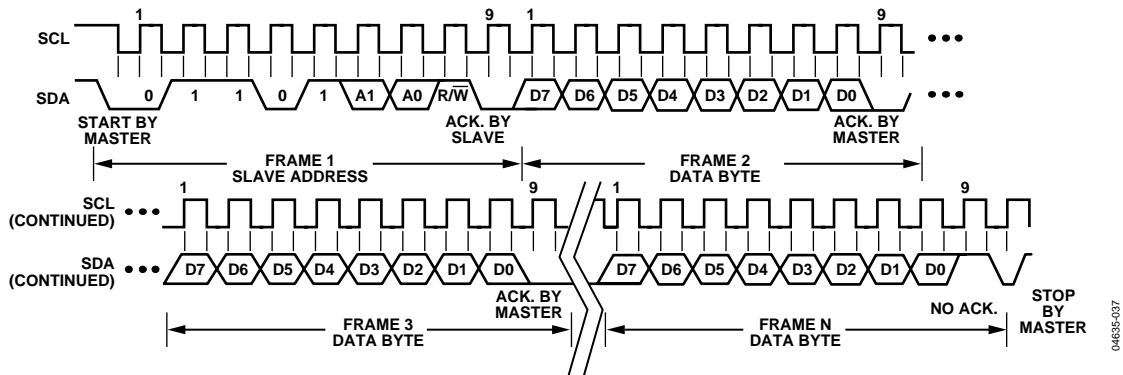 1 9 1 9
SCL
SDA 0 1 1 0 1 A1 A0 R/W̅ D7 D6 D5 D4 D3 D2 D1 D0
START BY MASTER
ACK. BY SLAVE
ACK. BY MASTER
FRAME 1 SLAVE ADDRESS
FRAME 2 DATA BYTE
1 9 1 9
SCL (CONTINUED)
SDA (CONTINUED) D7 D6 D5 D4 D3 D2 D1 D0 D7 D6 D5 D4 D3 D2 D1 D0
ACK. BY MASTER
NO ACK.
STOP BY MASTER
FRAME 3 DATA BYTE
FRAME N DATA BYTE
04635-037